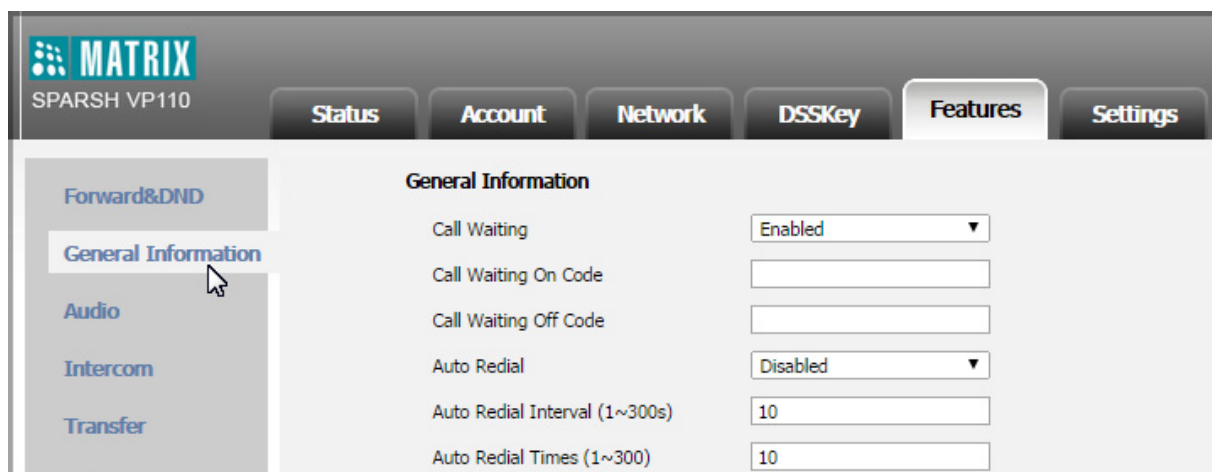 MATRIX
SPARSH VP110
Status Account Network DSSKey Features Settings
Forward&DND
General Information
Audio
Intercom
Transfer
General Information
Call Waiting Enabled
Call Waiting On Code
Call Waiting Off Code
Auto Redial Disabled
Auto Redial Interval (1~300s) 10
Auto Redial Times (1~300) 10